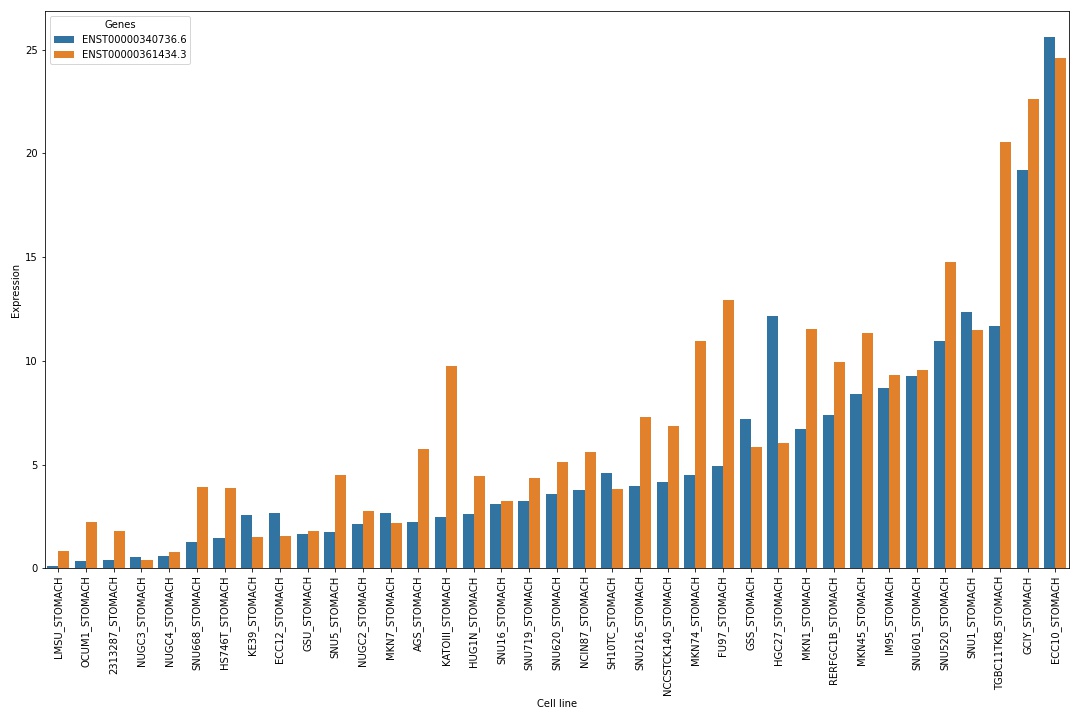 Genes
ENST00000340736.6
ENST00000361434.3
Expression
25
20
15
10
5
0
LMSU_STOMACH
OCUM1_STOMACH
2313287_STOMACH
NUGC3_STOMACH
NUGC4_STOMACH
SNU668_STOMACH
HS746T_STOMACH
KE39_STOMACH
ECC12_STOMACH
GSU_STOMACH
SNU5_STOMACH
NUGC2_STOMACH
MKN7_STOMACH
AGS_STOMACH
KATOIII_STOMACH
HUG1N_STOMACH
SNU16_STOMACH
SNU719_STOMACH
SNU620_STOMACH
NCIN87_STOMACH
SH10TC_STOMACH
SNU216_STOMACH
NCCSTCK140_STOMACH
MKN74_STOMACH
FU97_STOMACH
GSS_STOMACH
HGC27_STOMACH
MKN1_STOMACH
RERFGC1B_STOMACH
MKN45_STOMACH
IM95_STOMACH
SNU601_STOMACH
SNU520_STOMACH
SNU1_STOMACH
TGBC11TKB_STOMACH
GCIY_STOMACH
ECC10_STOMACH
Cell line